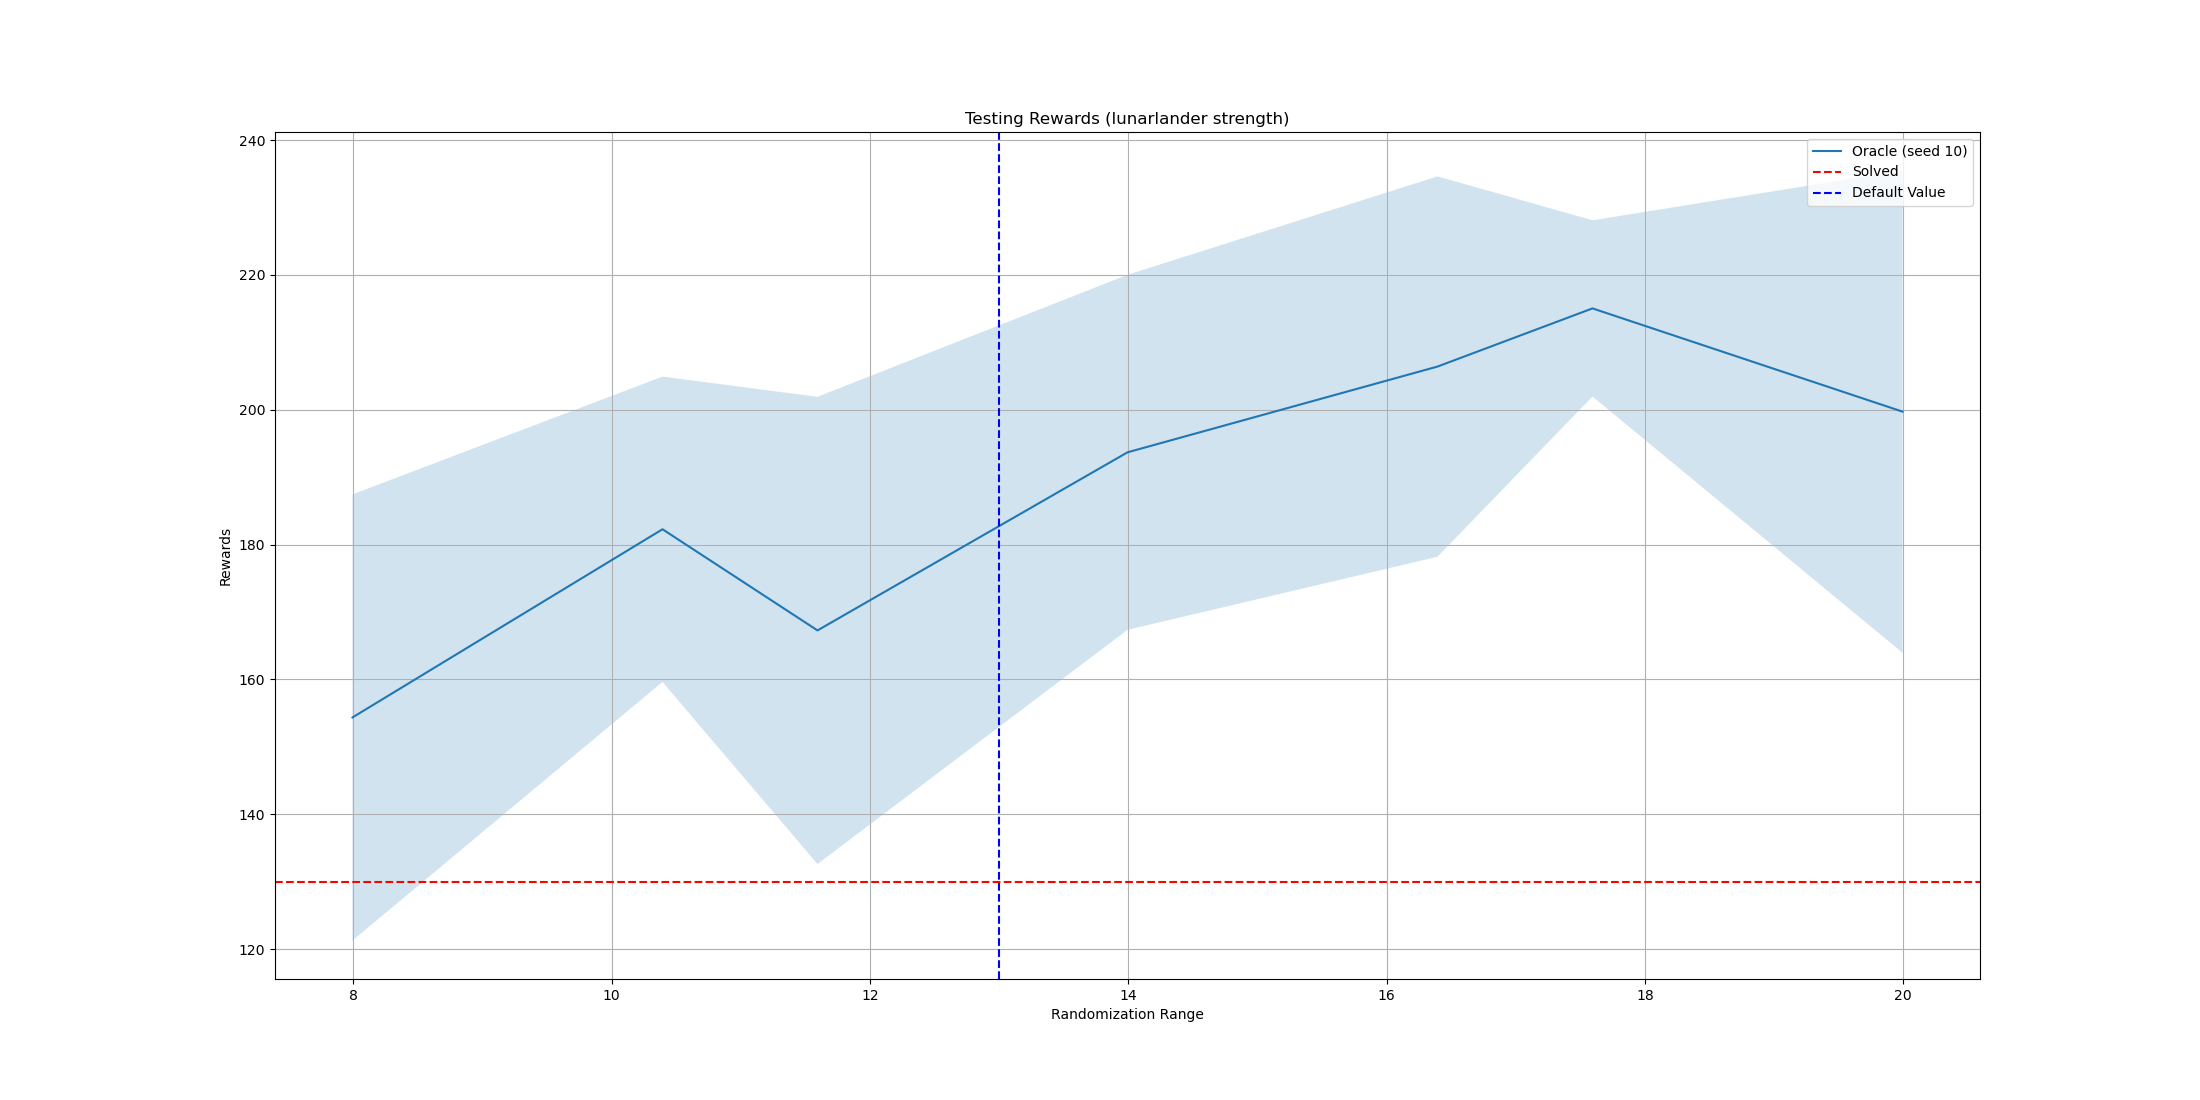 Testing Rewards (lunarlander strength)
Oracle (seed 10)
Solved
Default Value
240
220
200
180
160
140
120
Rewards
8 10 12 14 16 18 20
Randomization Range